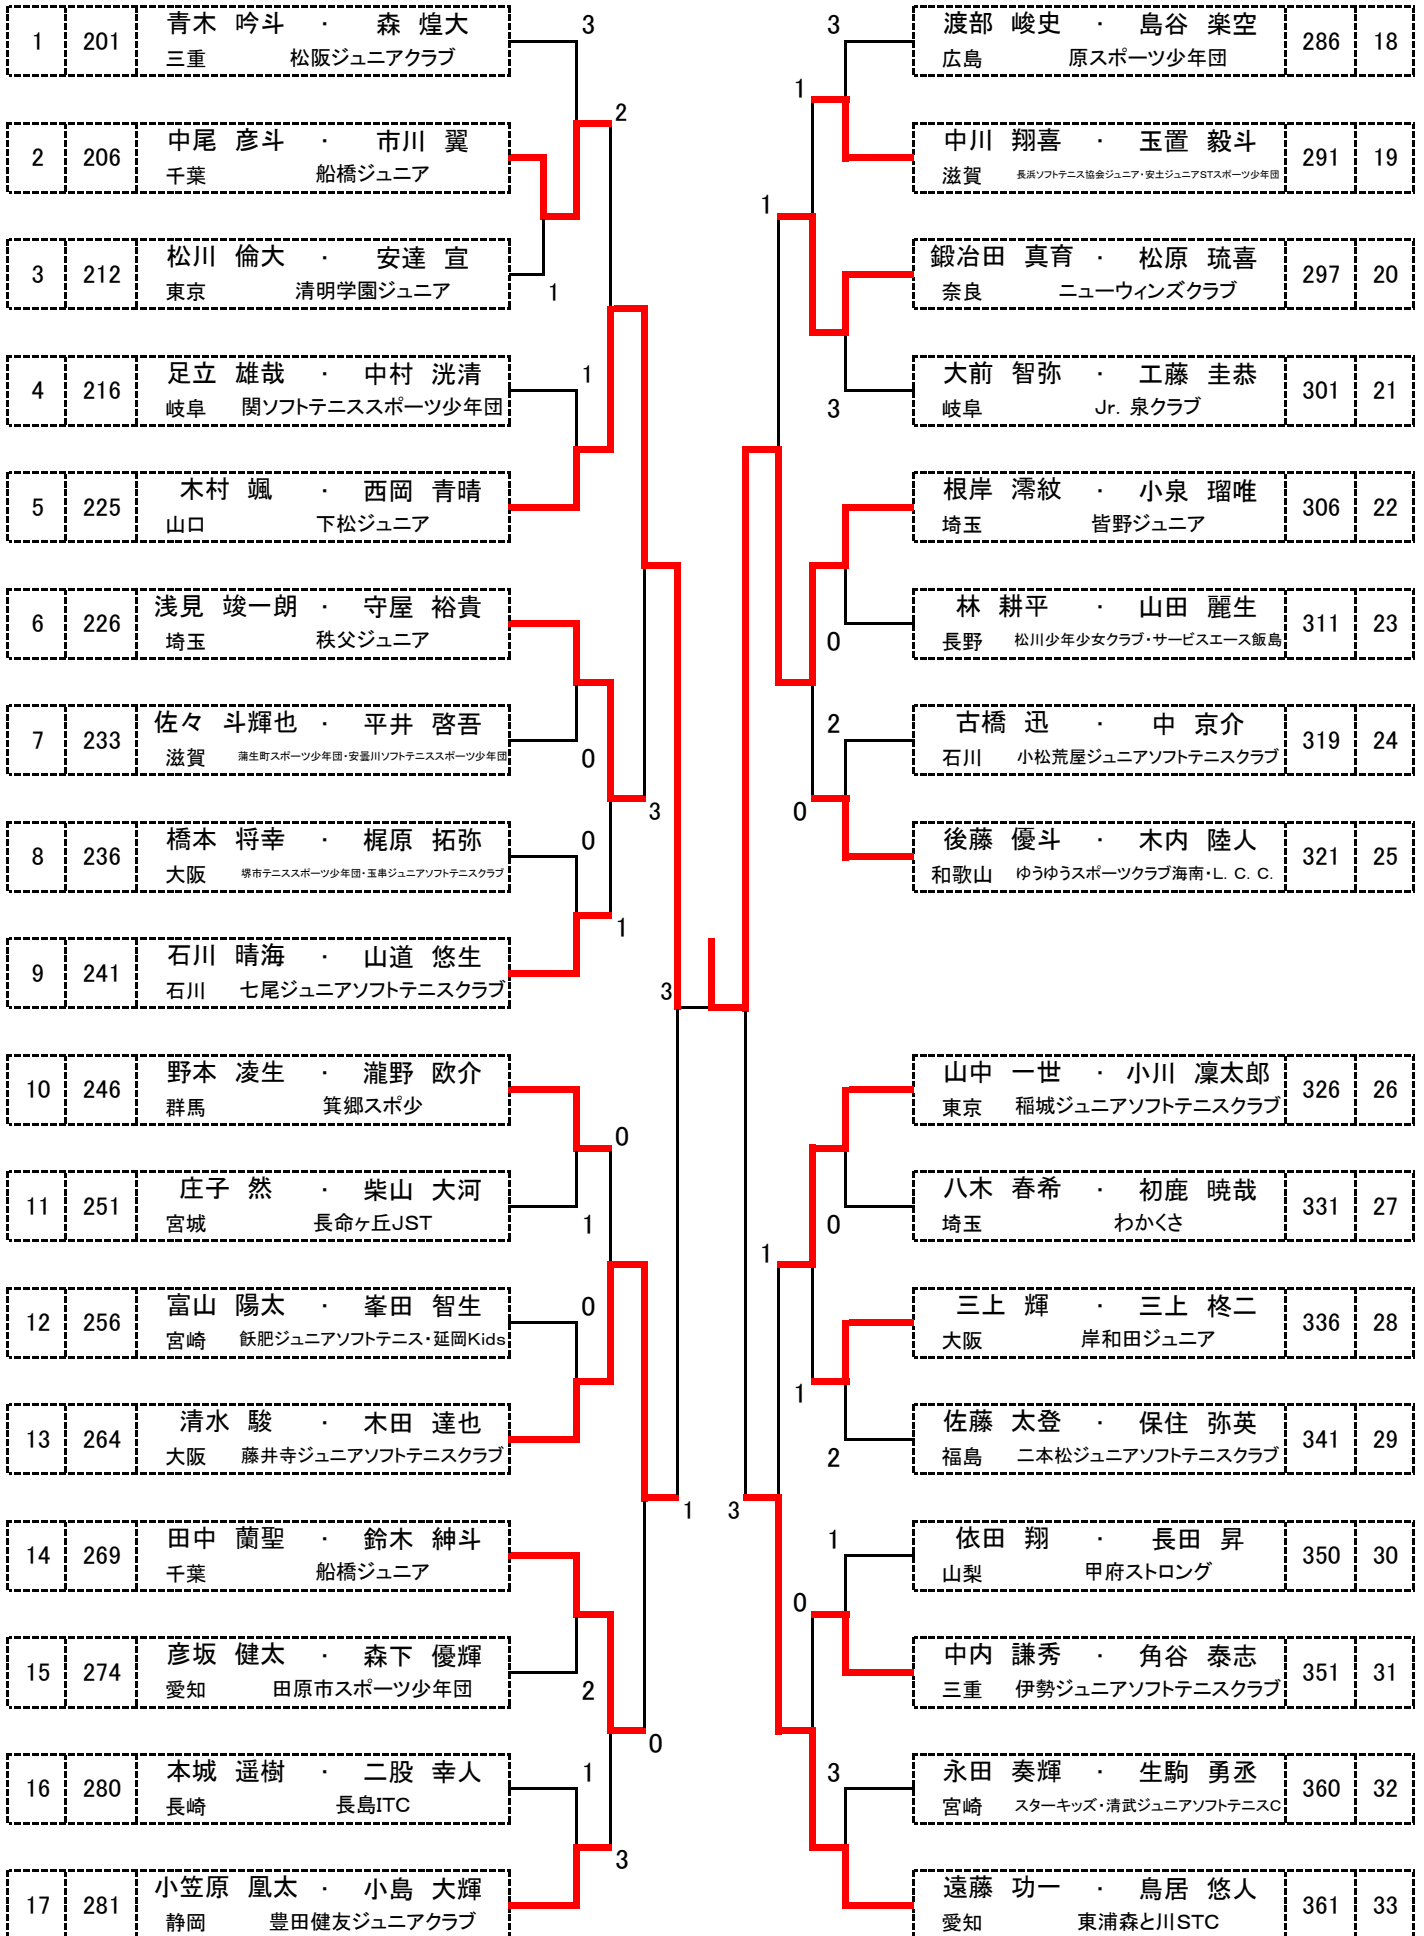 1 201 青木 吟斗 ・ 森 煌大
三重 松阪ジュニアクラブ
3
2
2 206 中尾 彦斗 ・ 市川 翼
千葉 船橋ジュニア
3 212 松川 倫大 ・ 安達 宣
東京 清明学園ジュニア
1
4 216 足立 雄哉 ・ 中村 洸清
岐阜 関ソフトテニススポーツ少年団
1
5 225 木村 颯 ・ 西岡 青晴
山口 下松ジュニア
6 226 浅見 竣一朗 ・ 守屋 裕貴
埼玉 秩父ジュニア
7 233 佐々 斗輝也 ・ 平井 啓吾
滋賀 蒲生町スポーツ少年団・安曇川ソフトテニススポーツ少年団
0
3
8 236 橋本 将幸 ・ 梶原 拓弥
大阪 堺市テニススポーツ少年団・玉串ジュニアソフトテニスクラブ
0
1
9 241 石川 晴海 ・ 山道 悠生
石川 七尾ジュニアソフトテニスクラブ
3
10 246 野本 凌生 ・ 瀧野 欧介
群馬 箕郷スポ少
0
11 251 庄子 然 ・ 柴山 大河
宮城 長命ヶ丘JST
1
12 256 富山 陽太 ・ 峯田 智生
宮崎 飫肥ジュニアソフトテニス・延岡Kids
0
13 264 清水 駿 ・ 木田 達也
大阪 藤井寺ジュニアソフトテニスクラブ
1
14 269 田中 蘭聖 ・ 鈴木 紳斗
千葉 船橋ジュニア
15 274 彦坂 健太 ・ 森下 優輝
愛知 田原市スポーツ少年団
2
0
16 280 本城 遥樹 ・ 二股 幸人
長崎 長島ITC
1
3
17 281 小笠原 凰太 ・ 小島 大輝
静岡 豊田健友ジュニアクラブ
3
渡部 峻史 ・ 島谷 楽空 286 18
広島 原スポーツ少年団
1
中川 翔喜 ・ 玉置 毅斗 291 19
滋賀 長浜ソフトテニス協会ジュニア・安土ジュニアSTスポーツ少年団
1
鍛冶田 真育 ・ 松原 琉喜 297 20
奈良 ニューウィンズクラブ
大前 智弥 ・ 工藤 圭恭 301 21
岐阜 Jr. 泉クラブ
3
根岸 澪紋 ・ 小泉 瑠唯 306 22
埼玉 皆野ジュニア
林 耕平 ・ 山田 麗生 311 23
長野 松川少年少女クラブ・サービスエース飯島
0
2
古橋 迅 ・ 中 京介 319 24
石川 小松荒屋ジュニアソフトテニスクラブ
0
後藤 優斗 ・ 木内 陸人 321 25
和歌山 ゆうゆうスポーツクラブ海南・L. C. C.
山中 一世 ・ 小川 凜太郎 326 26
東京 稲城ジュニアソフトテニスクラブ
八木 春希 ・ 初鹿 暁哉 331 27
埼玉 わかくさ
0
1
三上 輝 ・ 三上 柊二 336 28
大阪 岸和田ジュニア
1
佐藤 太登 ・ 保住 弥英 341 29
福島 二本松ジュニアソフトテニスクラブ
2
3
1
依田 翔 ・ 長田 昇 350 30
山梨 甲府ストロング
0
中内 謙秀 ・ 角谷 泰志 351 31
三重 伊勢ジュニアソフトテニスクラブ
3
永田 奏輝 ・ 生駒 勇丞 360 32
宮崎 スターキッズ・清武ジュニアソフトテニスC
遠藤 功一 ・ 鳥居 悠人 361 33
愛知 東浦森と川STC